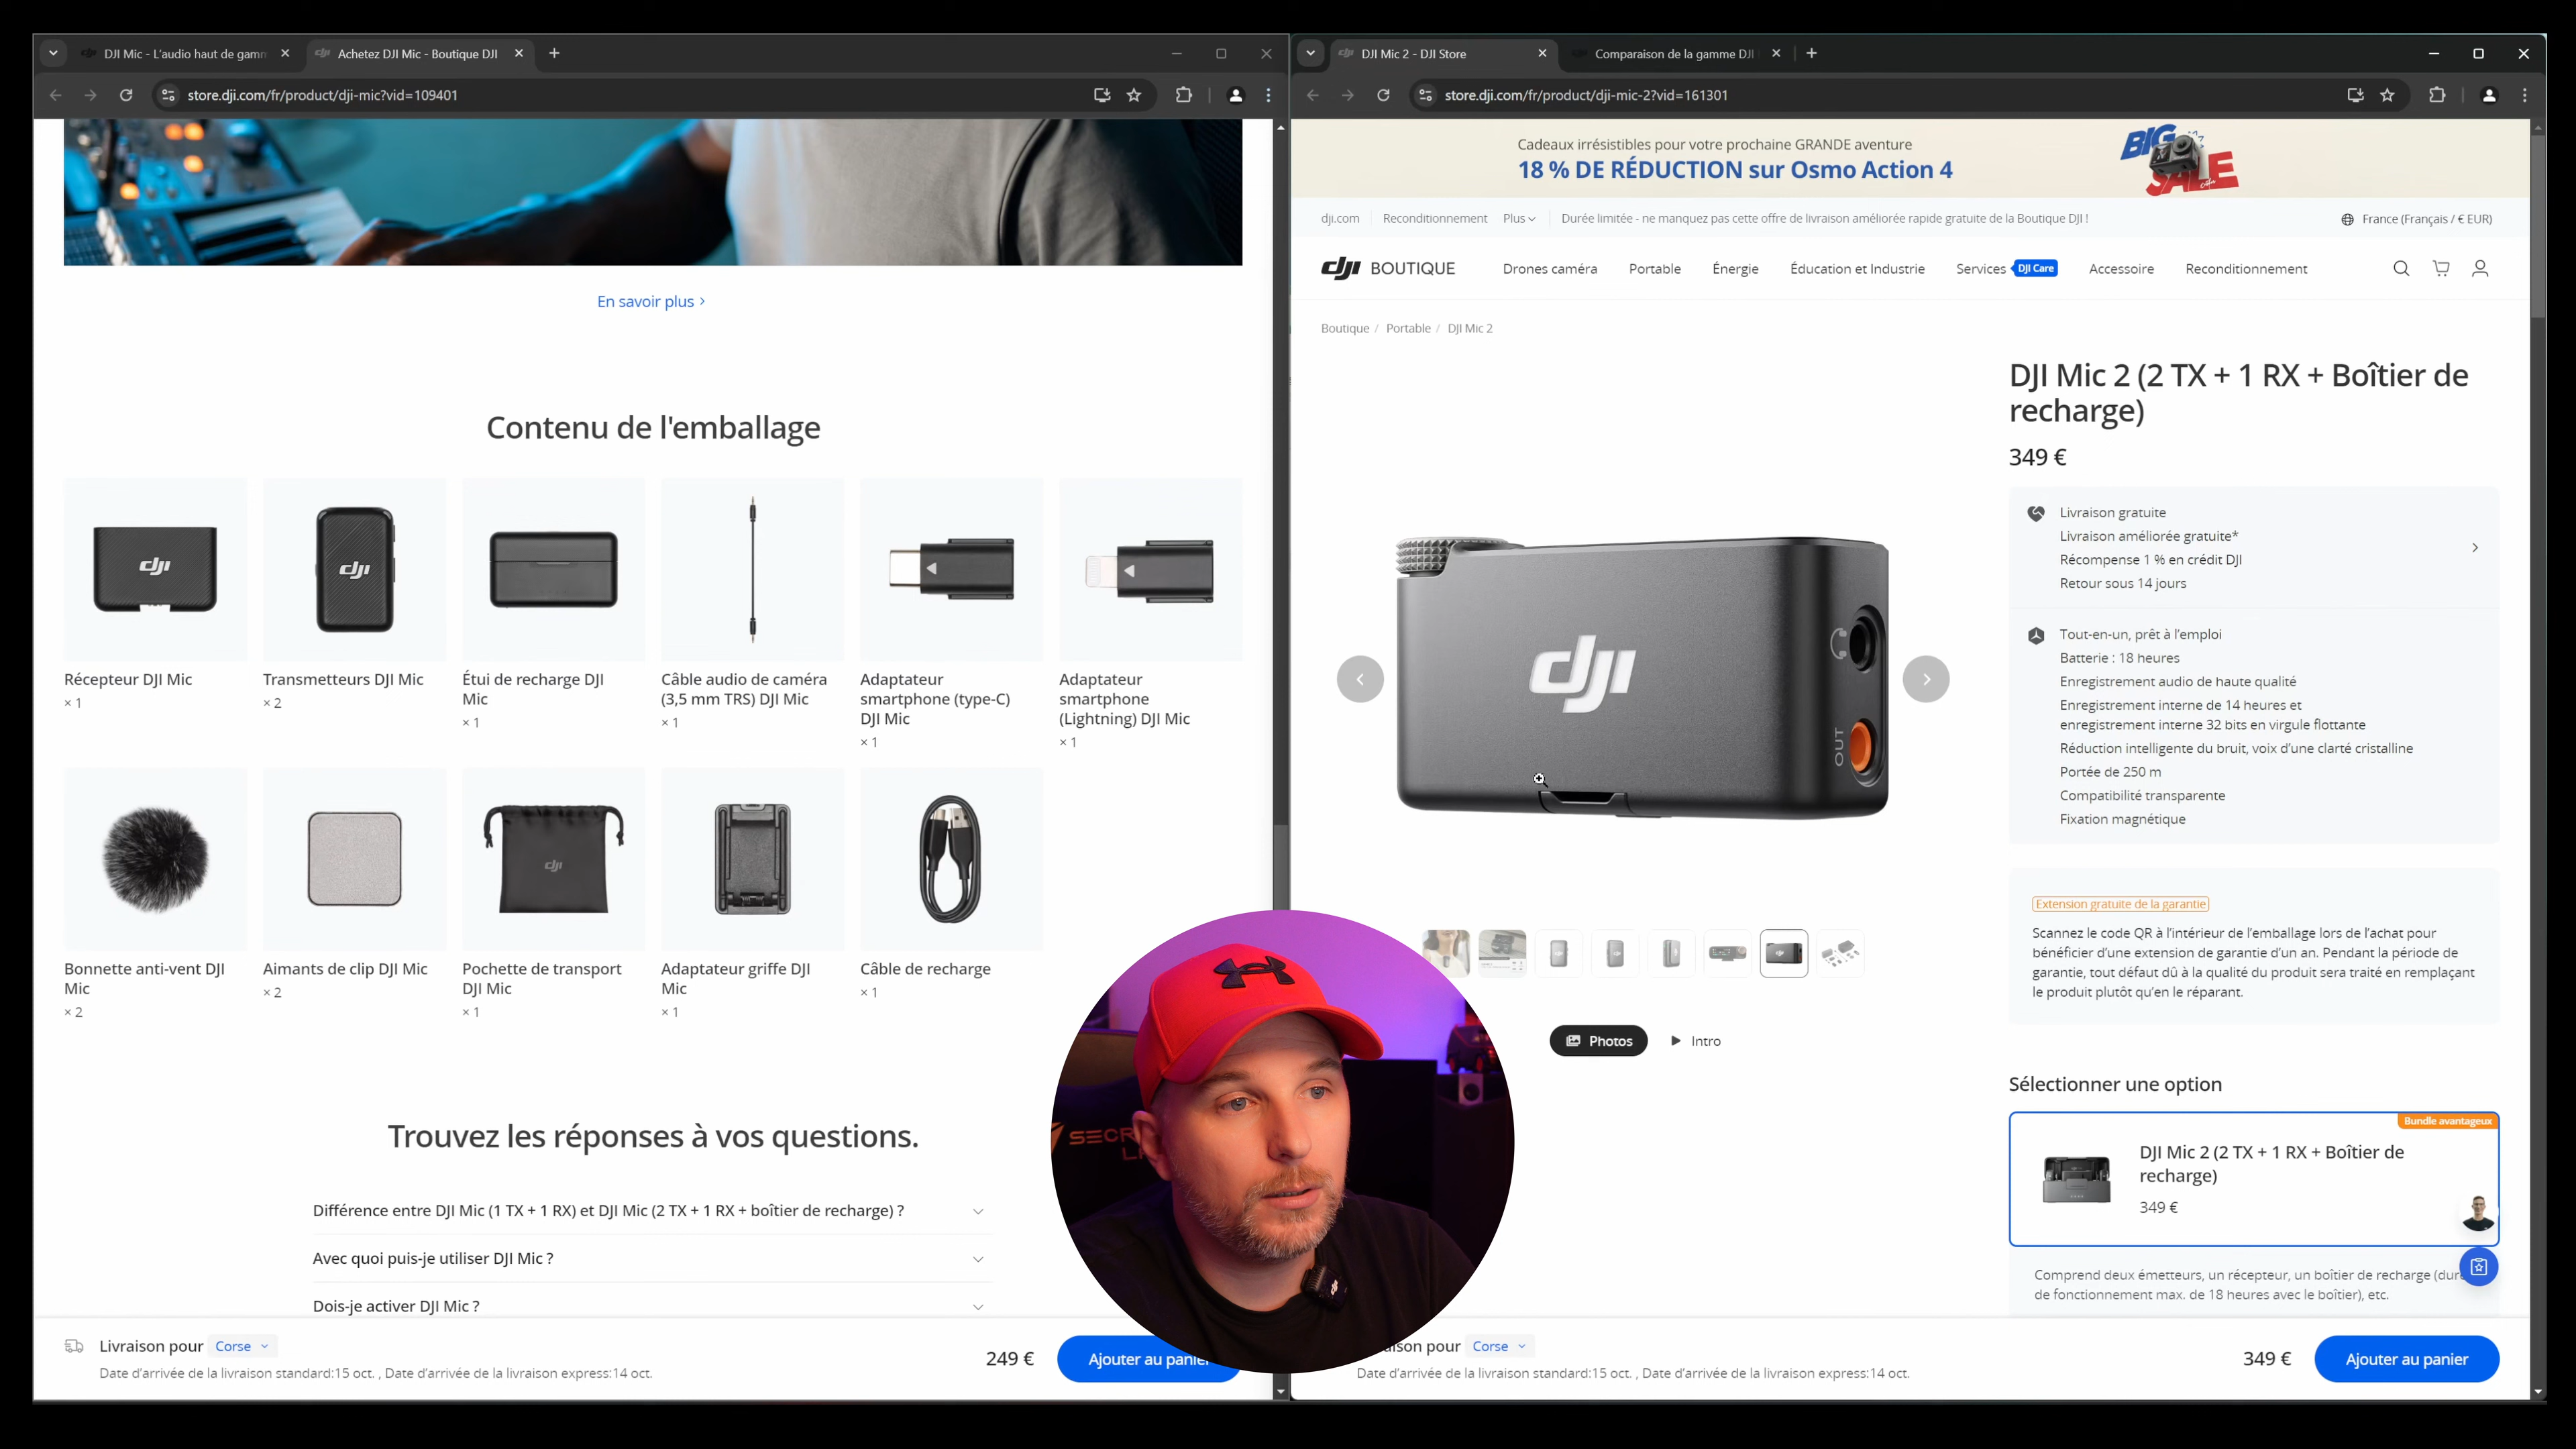 DJI Mic - L'audio haut de gamm
Achetez DJI Mic - Boutique DJI
store.dji.com/fr/product/dji-mic?vid=109401
En savoir plus >
Contenu de l'emballage
dji
dji
Récepteur DJI Mic
× 1
Transmetteurs DJI Mic
× 2
Étui de recharge DJI
Mic
× 1
Câble audio de caméra
(3,5 mm TRS) DJI Mic
× 1
Adaptateur
smartphone (type-C)
DJI Mic
× 1
Adaptateur
smartphone
(Lightning) DJI Mic
× 1
dji
Bonnette anti-vent DJI
Mic
× 2
Aimants de clip DJI Mic
× 2
Pochette de transport
DJI Mic
× 1
Adaptateur griffe DJI
Mic
× 1
Câble de recharge
× 1
Trouvez les réponses à vos questions.
Différence entre DJI Mic (1 TX + 1 RX) et DJI Mic (2 TX + 1 RX + boîtier de recharge) ?
Avec quoi puis-je utiliser DJI Mic ?
Dois-je activer DJI Mic ?
Livraison pour Corse
Date d'arrivée de la livraison standard:15 oct. , Date d'arrivée de la livraison express:14 oct.
249 €
Ajouter au panier
DJI Mic 2 - DJI Store
Comparaison de la gamme DJI
store.dji.com/fr/product/dji-mic-2?vid=161301
Cadeaux irrésistibles pour votre prochaine GRANDE aventure
18 % DE RÉDUCTION sur Osmo Action 4
BIG
SALE
dji.com
Reconditionnement
Plus
Durée limitée - ne manquez pas cette offre de livraison améliorée rapide gratuite de la Boutique DJI !
France (Français / € EUR)
dji BOUTIQUE
Drones caméra
Portable
Énergie
Éducation et Industrie
Services
DJI Care
Accessoire
Reconditionnement
Boutique / Portable / DJI Mic 2
dji
OUT
Photos
Intro
DJI Mic 2 (2 TX + 1 RX + Boîtier de
recharge)
349 €
Livraison gratuite
Livraison améliorée gratuite*
Récompense 1 % en crédit DJI
Retour sous 14 jours
Tout-en-un, prêt à l'emploi
Batterie : 18 heures
Enregistrement audio de haute qualité
Enregistrement interne de 14 heures et
enregistrement interne 32 bits en virgule flottante
Réduction intelligente du bruit, voix d'une clarté cristalline
Portée de 250 m
Compatibilité transparente
Fixation magnétique
Extension gratuite de la garantie
Scannez le code QR à l'intérieur de l'emballage lors de l'achat pour
bénéficier d'une extension de garantie d'un an. Pendant la période de
garantie, tout défaut dû à la qualité du produit sera traité en remplaçant
le produit plutôt qu'en le réparant.
Sélectionner une option
Bundle avantageux
DJI Mic 2 (2 TX + 1 RX + Boîtier de
recharge)
349 €
Comprend deux émetteurs, un récepteur, un boîtier de recharge (duré
de fonctionnement max. de 18 heures avec le boîtier), etc.
aison pour Corse
Date d'arrivée de la livraison standard:15 oct. , Date d'arrivée de la livraison express:14 oct.
349 €
Ajouter au panier
SECR